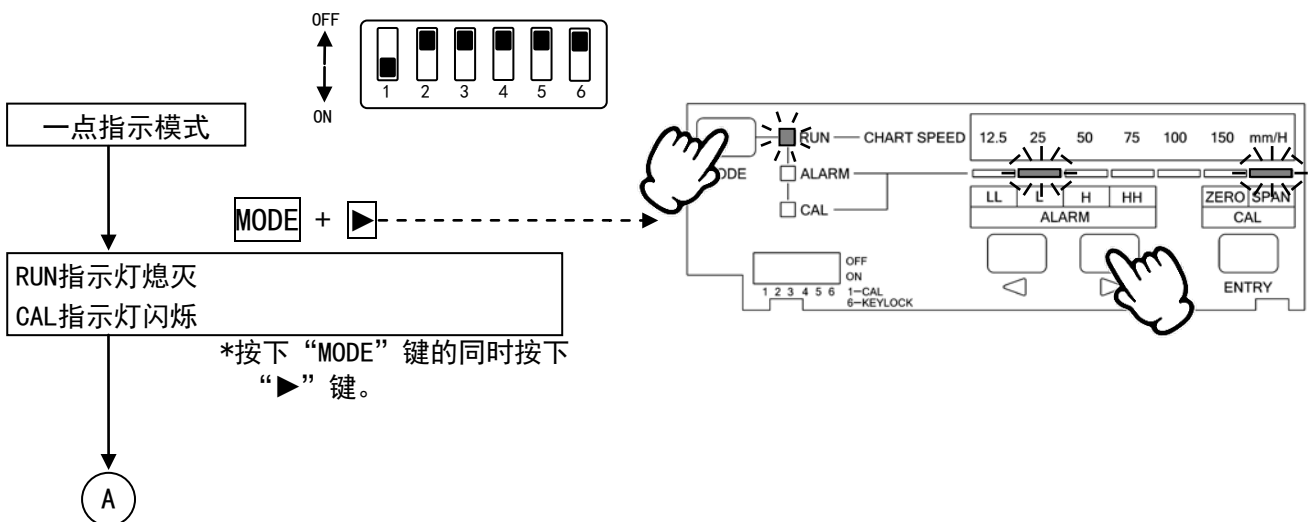 OFF
ON
1 2 3 4 5 6
一点指示模式
MODE + ▶
RUN指示灯熄灭
CAL指示灯闪烁
*按下“MODE”键的同时按下
“▶”键。
A
RUN CHART SPEED 12.5 25 50 75 100 150 mm/H
ODE ALARM
CAL
LL L H HH ZERO SPAN
ALARM CAL
OFF
ON
1 2 3 4 5 6 1−CAL
6−KEYLOCK
◁ ▷ ENTRY